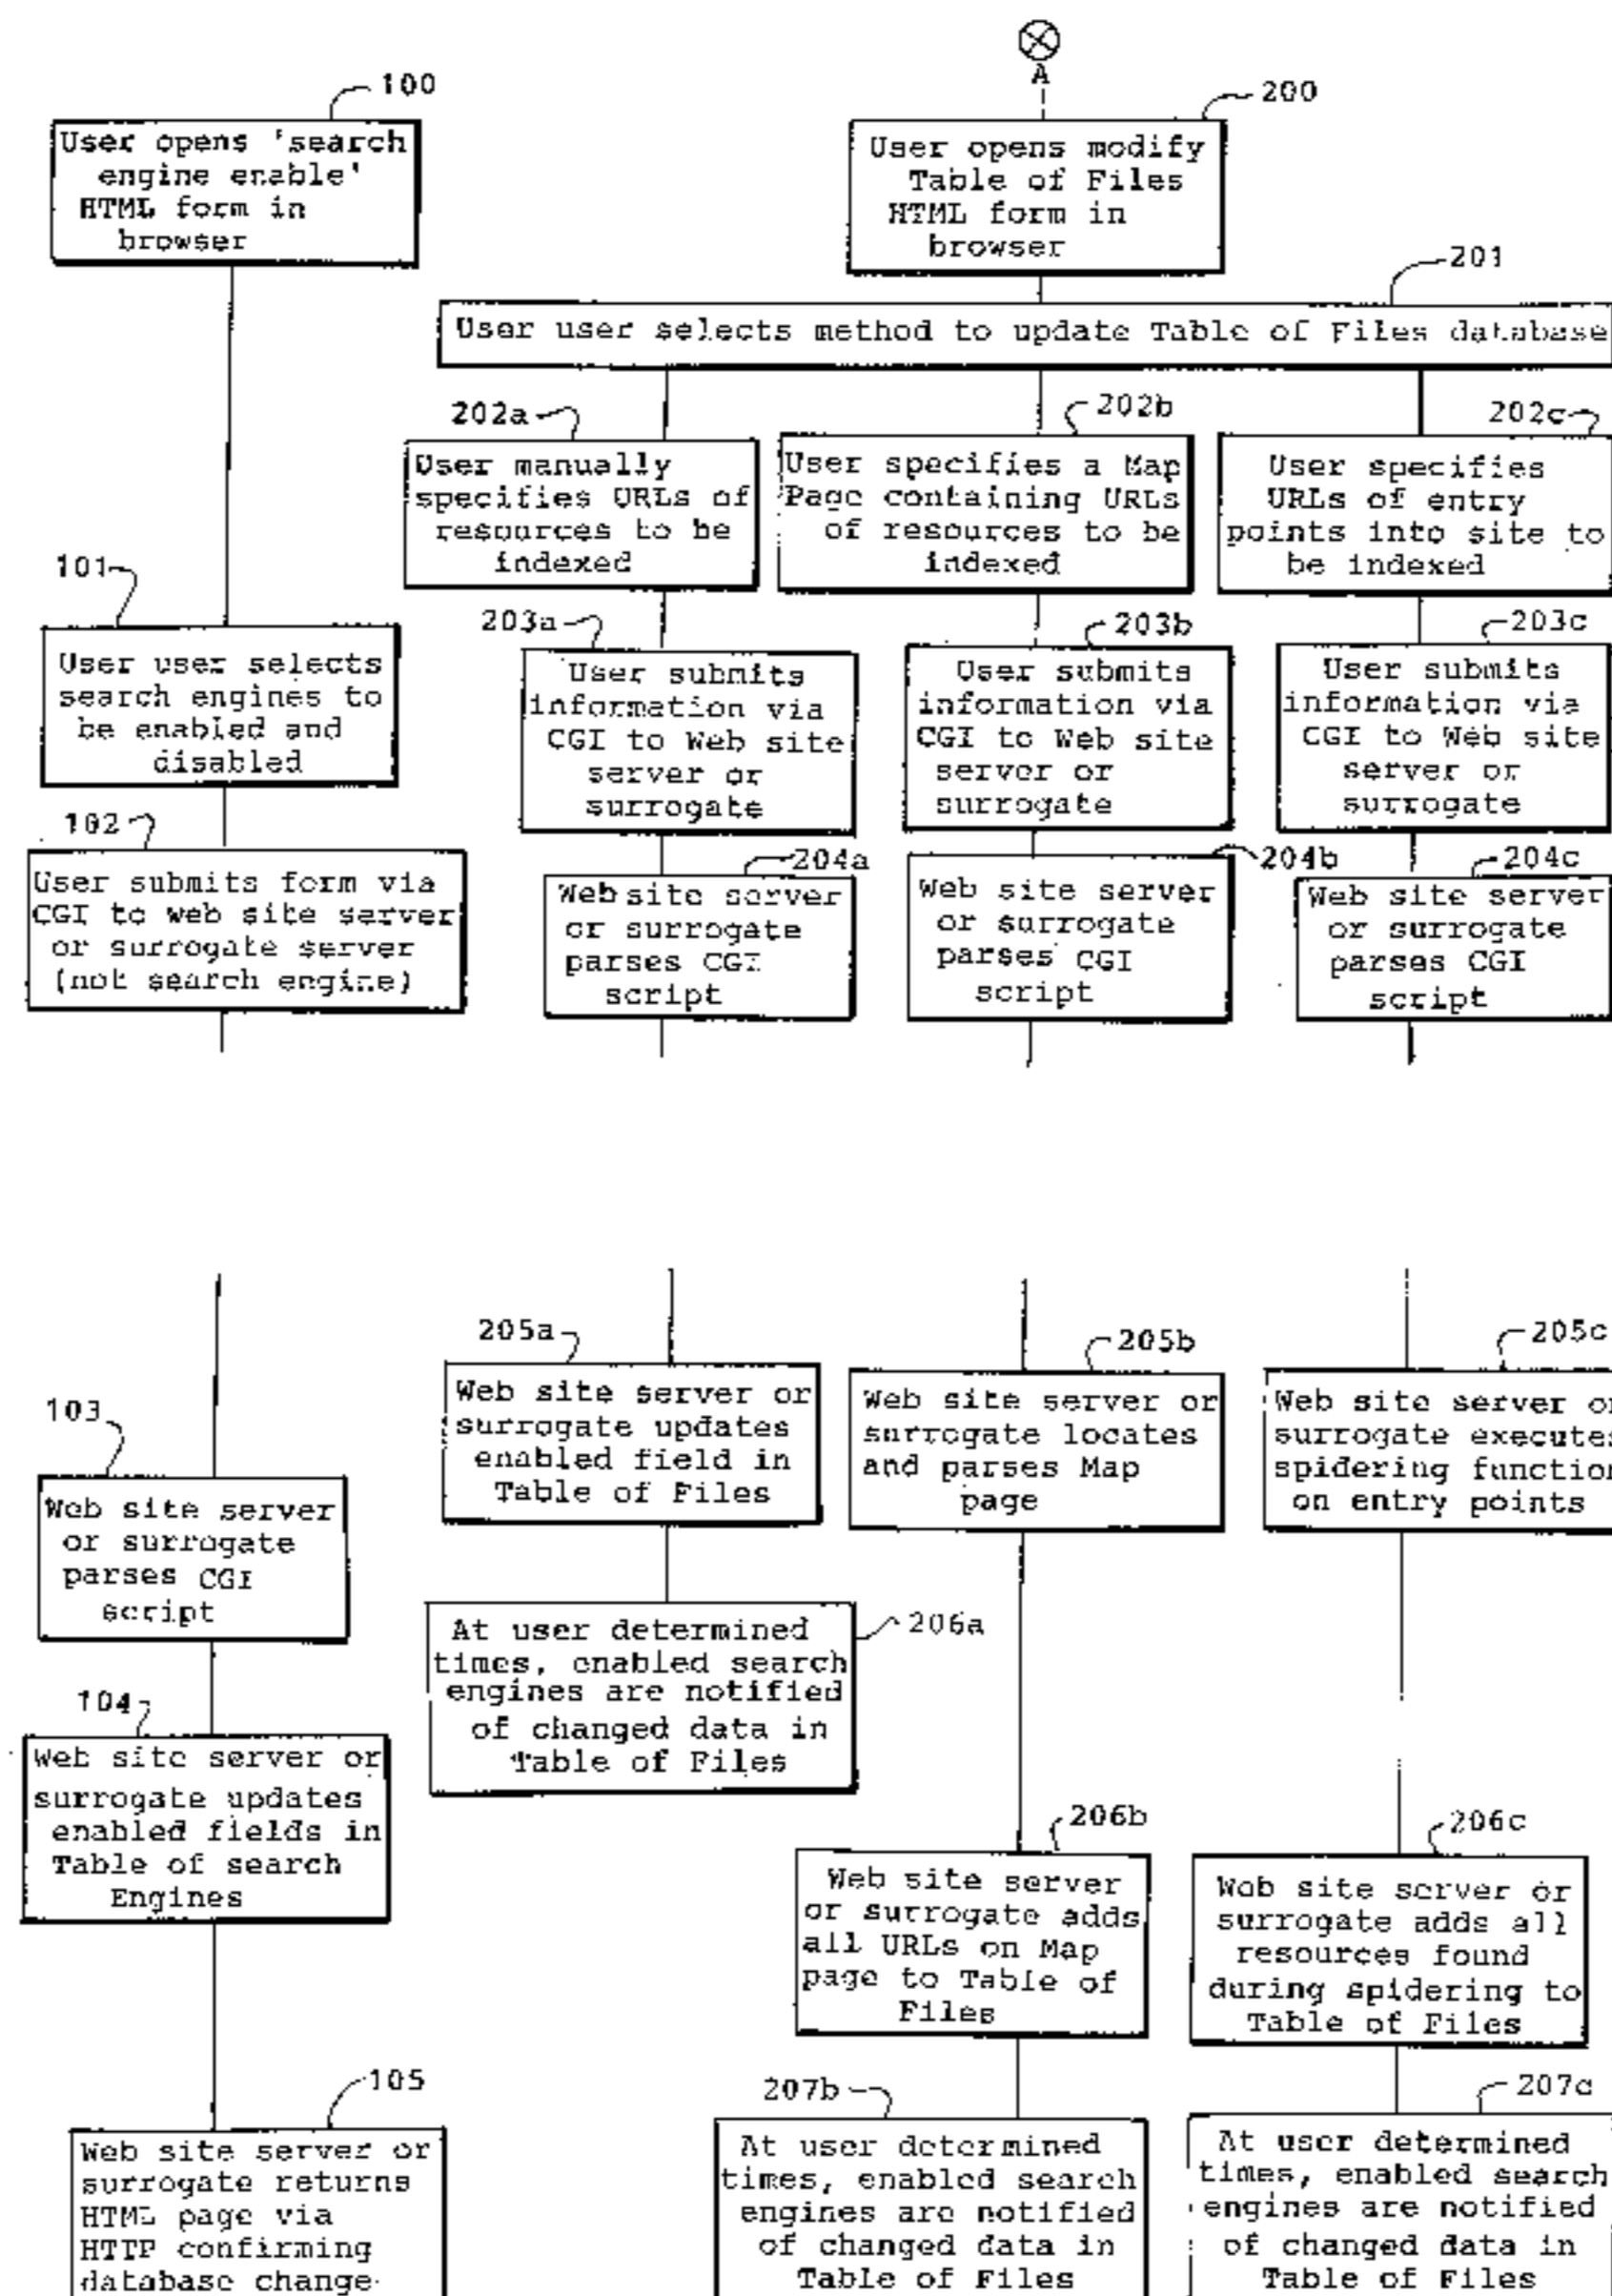 100
User opens 'search
engine enable'
HTML form in
browser
101
User user selects
search engines to
be enabled and
disabled
102
User submits form via
CGI to Web site server
or surrogate server
(not search engine)
A
200
User opens modify
Table of Files
HTML form in
browser
201
User user selects method to update Table of Files database
202a
User manually
specifies URLs of
resources to be
indexed
203a
User submits
information via
CGI to Web site
server or
surrogate
204a
Web site server
or surrogate
parses CGI
script
202b
User specifies a Map
Page containing URLs
of resources to be
indexed
203b
User submits
information via
CGI to Web site
server or
surrogate
204b
Web site server
or surrogate
parses CGI
script
202c
User specifies
URLs of entry
points into site to
be indexed
203c
User submits
information via
CGI to Web site
server or
surrogate
204c
Web site server
or surrogate
parses CGI
script
103
Web site server
or surrogate
parses CGI
script
104
Web site server or
surrogate updates
enabled fields in
Table of search
Engines
105
Web site server or
surrogate returns
HTML page via
HTTP confirming
database change
205a
Web site server or
surrogate updates
enabled field in
Table of Files
206a
At user determined
times, enabled search
engines are notified
of changed data in
Table of Files
205b
Web site server or
surrogate locates
and parses Map
page
206b
Web site server
or surrogate adds
all URLs on Map
page to Table of
Files
207b
At user determined
times, enabled search
engines are notified
of changed data in
Table of Files
205c
Web site server or
surrogate executes
spidering function
on entry points
206c
Web site server or
surrogate adds all
resources found
during spidering to
Table of Files
207c
At user determined
times, enabled search
engines are notified
of changed data in
Table of Files